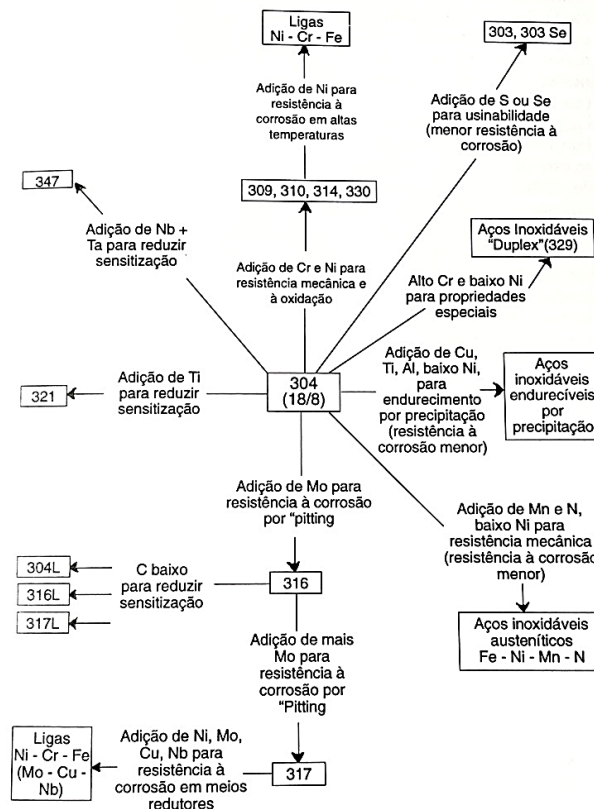 Ligas
Ni - Cr - Fe
303, 303 Se
Adição de Ni para
resistência à
corrosão em altas
temperaturas
Adição de S ou Se
para usinabilidade
(menor resistência à
corrosão)
347
309, 310, 314, 330
Adição de Nb +
Ta para reduzir
sensitização
Aços Inoxidáveis
"Duplex"(329)
Adição de Cr e Ni para
resistência mecânica e
à oxidação
Alto Cr e baixo Ni
para propriedades
especiais
321
Adição de Ti
para reduzir
sensitização
304
(18/8)
Adição de Cu,
Ti, Al, baixo Ni,
para
endurecimento
por precipitação
(resistência à
corrosão menor)
Aços
inoxidáveis
endurecíveis
por
precipitação
Adição de Mo para
resistência à corrosão
por "pitting
Adição de Mn e N,
baixo Ni para
resistência mecânica
(resistência à corrosão
menor)
304L
316L
317L
C baixo
para reduzir
sensitização
316
Aços inoxidáveis
austeníticos
Fe - Ni - Mn - N
Adição de mais
Mo para
resistência à
corrosão por
"Pitting
Ligas
Ni - Cr - Fe
(Mo - Cu -
Nb)
Adição de Ni, Mo,
Cu, Nb para
resistência à
corrosão em meios
redutores
317